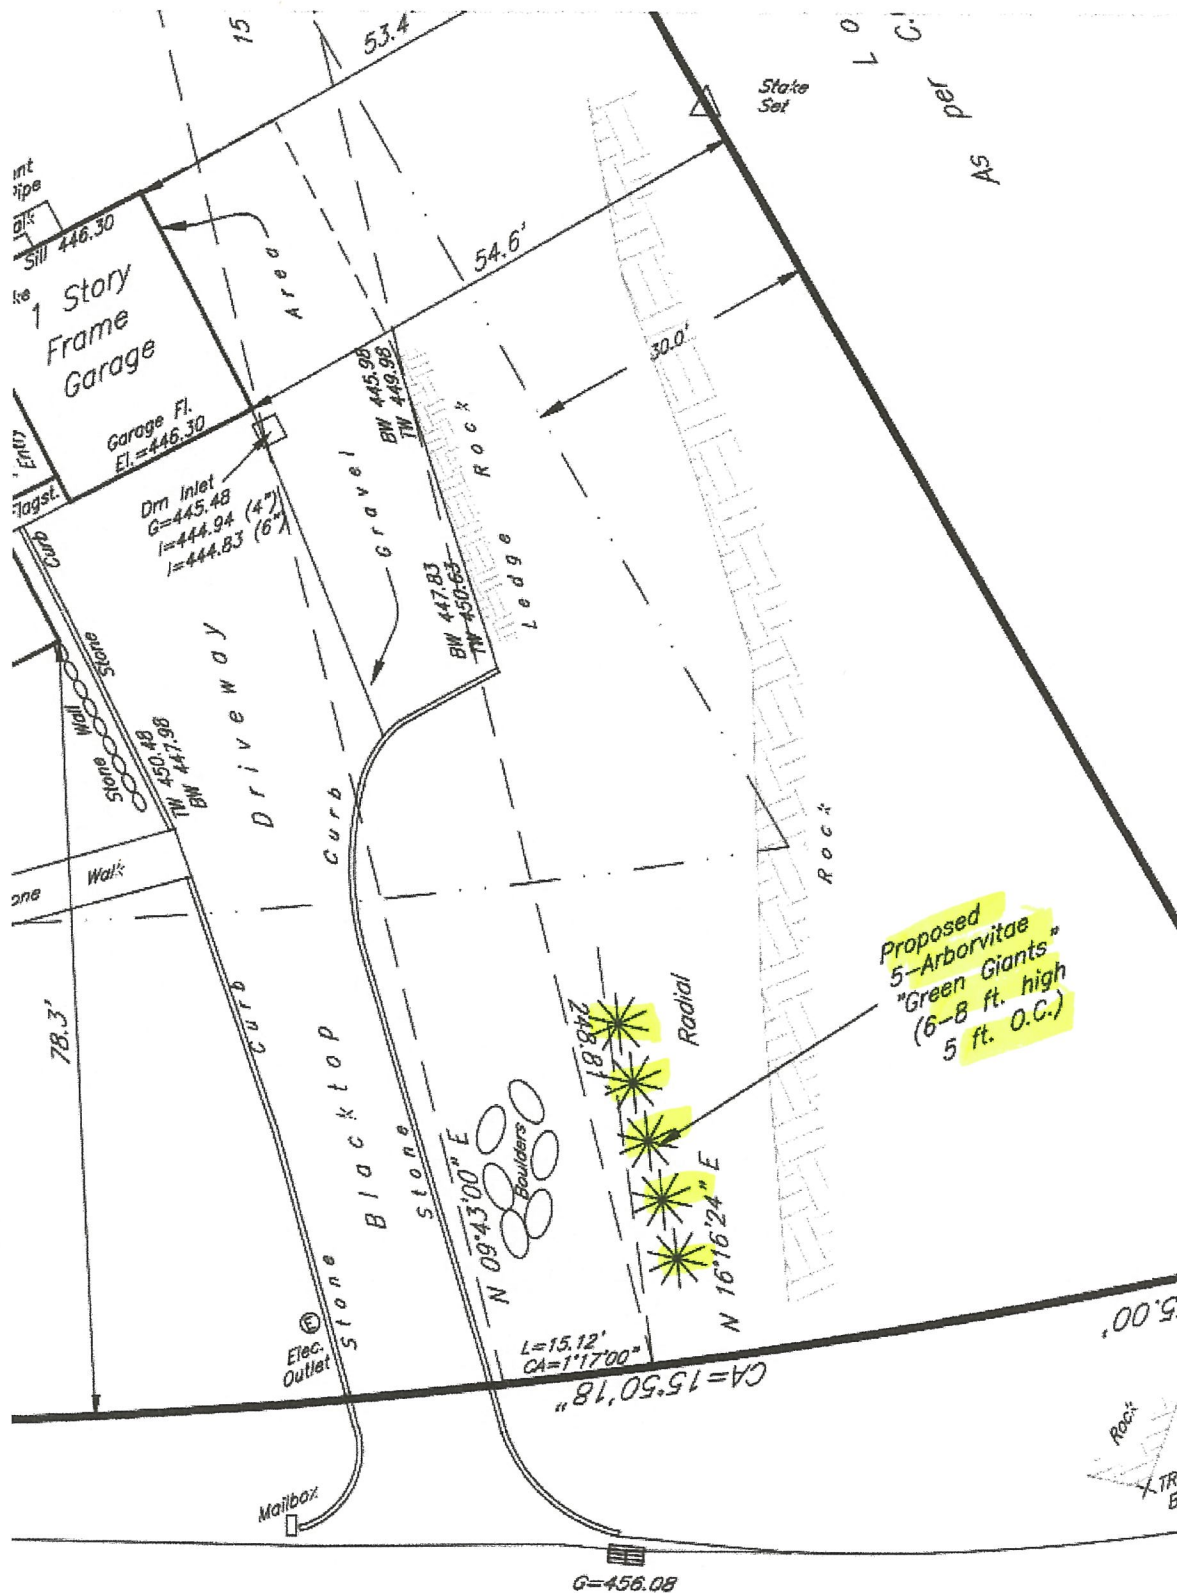 15
53.4'
L O
C.
As per
Stake
Set
Sill 446.30
1 Story
Frame
Garage
Area
54.6'
30.0'
Garage Fl.
El.=446.30
Entry
Flagst.
Drn Inlet
G=445.48
I=444.94 (4")
I=444.83 (6")
Gravel
BW 445.98
TW 449.98
Ledge Rock
BW 447.83
TW 450.63
Curb
Stone
Stone Wall
TW 450.48
BW 447.98
Driveway
Curb
Walk
Rock
78.3'
Curb
Stone
Blacktop
Stone
Boulders
N 09°43'00" E
248.81'
Radial
N 16°16'24" E
Proposed
5-Arborvitae
"Green Giants"
(6-8 ft. high
5 ft. O.C.)
E
Elec.
Outlet
L=15.12'
CA=1°17'00"
CA=15°50'18"
5.00'
Rock
Mailbox
G=456.08